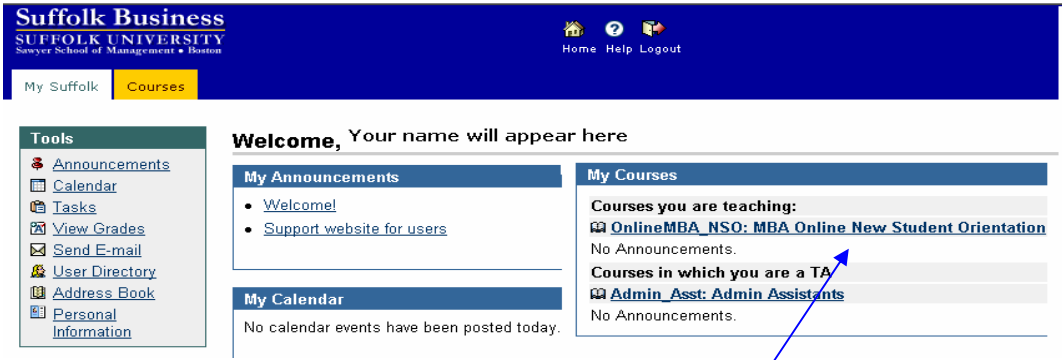 Suffolk Business
SUFFOLK UNIVERSITY
Sawyer School of Management • Boston
Home Help Logout
My Suffolk
Courses
Tools
Announcements
Calendar
Tasks
View Grades
Send E-mail
User Directory
Address Book
Personal
Information
Welcome, Your name will appear here
My Announcements
• Welcome!
• Support website for users
My Calendar
No calendar events have been posted today.
My Courses
Courses you are teaching:
OnlineMBA_NSO: MBA Online New Student Orientation
No Announcements.
Courses in which you are a TA
Admin_Asst: Admin Assistants
No Announcements.